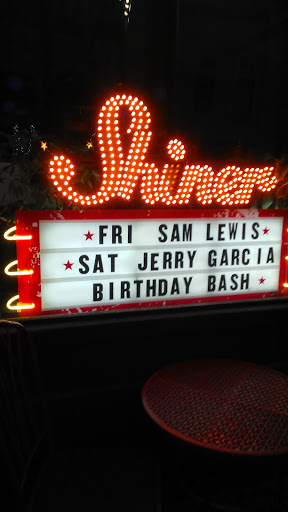 Shiner
★FRI SAM LEWIS★
★SAT JERRY GARCIA
BIRTHDAY BASH★